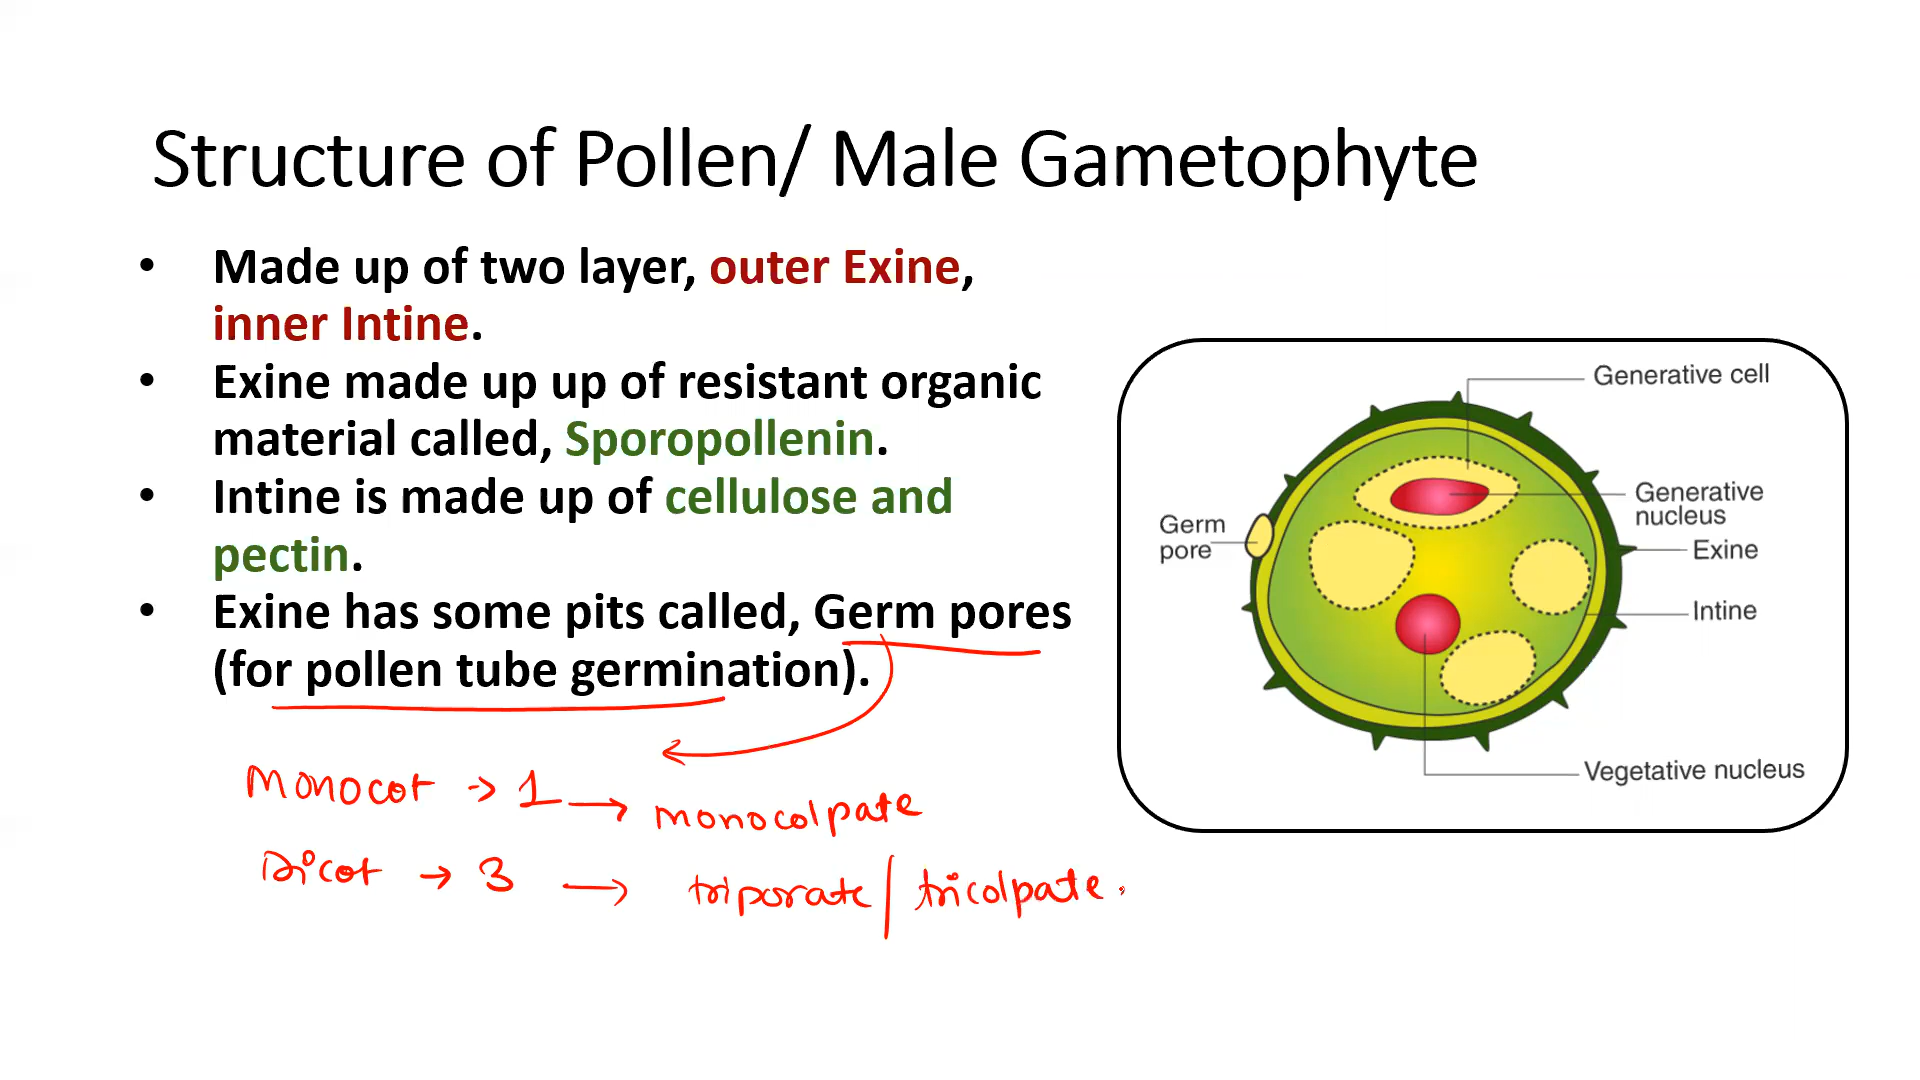 Structure of Pollen/ Male Gametophyte
• Made up of two layer, outer Exine,
inner Intine.
• Exine made up up of resistant organic
material called, Sporopollenin.
• Intine is made up of cellulose and
pectin.
• Exine has some pits called, Germ pores
(for pollen tube germination).
Monocot → 1 → monocolpate
Dicot → 3 → triporate/tricolpate.
Generative cell
Generative
nucleus
Germ
pore
Exine
Intine
Vegetative nucleus